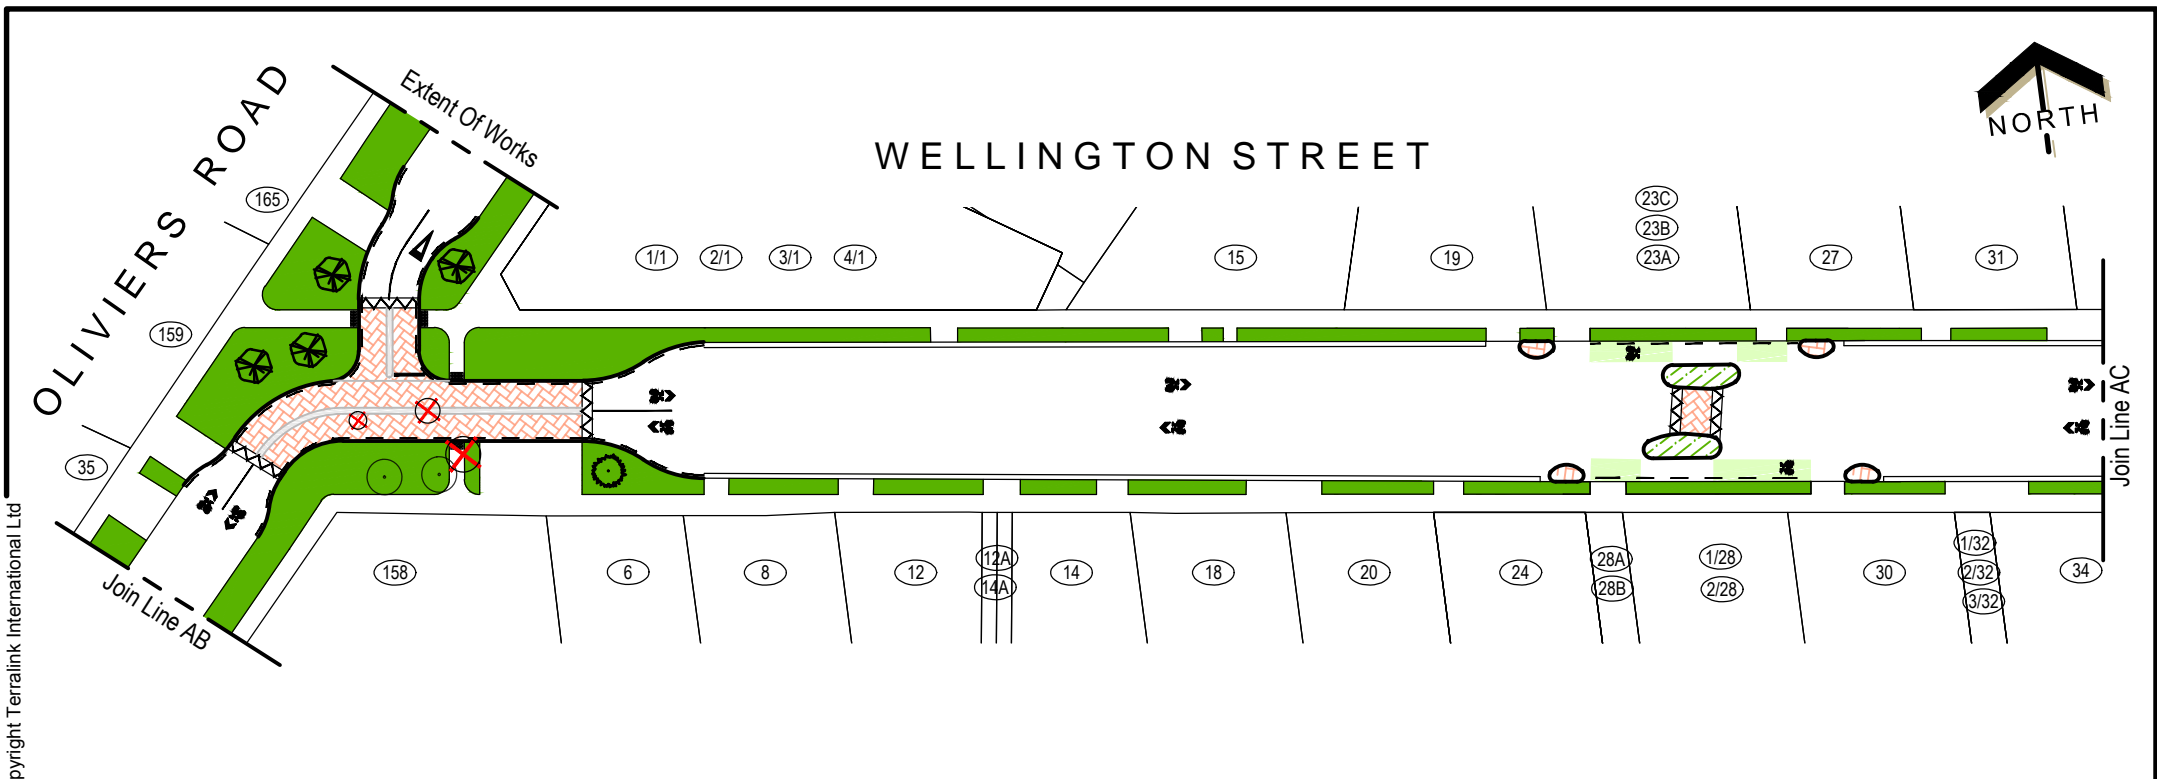 OLIVIERS ROAD
Extent Of Works
WELLINGTON STREET
NORTH
165
159
35
1/1
2/1
3/1
4/1
15
19
23C
23B
23A
27
31
Join Line AC
Join Line AB
158
6
8
12
12A
14A
14
18
20
24
28A
28B
1/28
2/28
30
1/32
2/32
3/32
34
pyright Terralink International Ltd